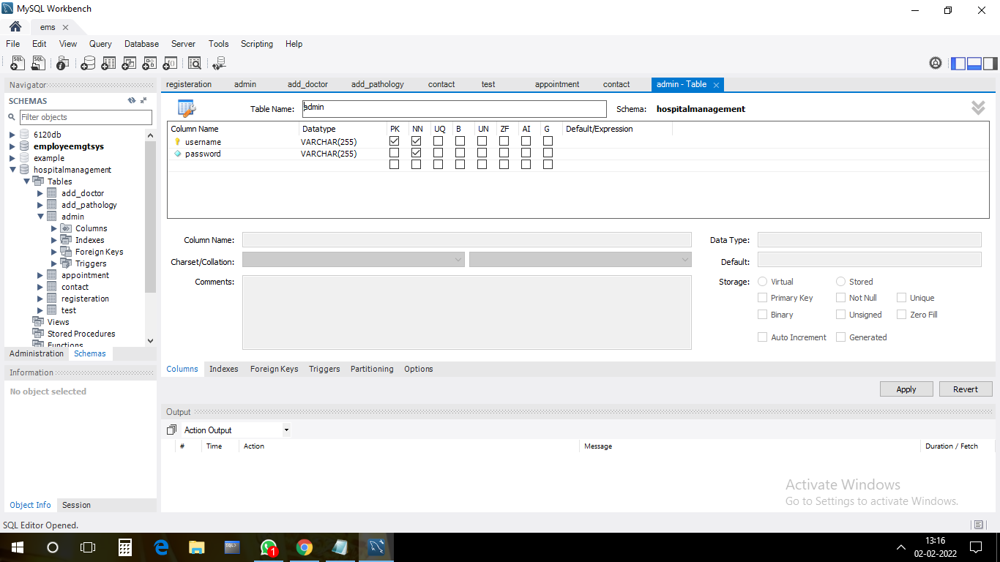 MySQL Workbench
ems
File Edit View Query Database Server Tools Scripting Help
Navigator
SCHEMAS
Filter objects
6120db
employeemgtsys
example
hospitalmanagement
Tables
add_doctor
add_pathology
admin
Columns
Indexes
Foreign Keys
Triggers
appointment
contact
registeration
test
Views
Stored Procedures
Functions
Administration Schemas
Information
No object selected
Object Info Session
registeration admin add_doctor add_pathology contact test appointment contact admin - Table
Table Name: admin Schema: hospitalmanagement
Column Name Datatype PK NN UQ B UN ZF AI G Default/Expression
username VARCHAR(255)
password VARCHAR(255)
Column Name: Data Type:
Charset/Collation: Default:
Comments: Storage: Virtual Stored
Primary Key Not Null Unique
Binary Unsigned Zero Fill
Auto Increment Generated
Columns Indexes Foreign Keys Triggers Partitioning Options
Apply Revert
Output
Action Output
# Time Action Message Duration / Fetch
Activate Windows
Go to Settings to activate Windows.
SQL Editor Opened.
1
13:16
02-02-2022